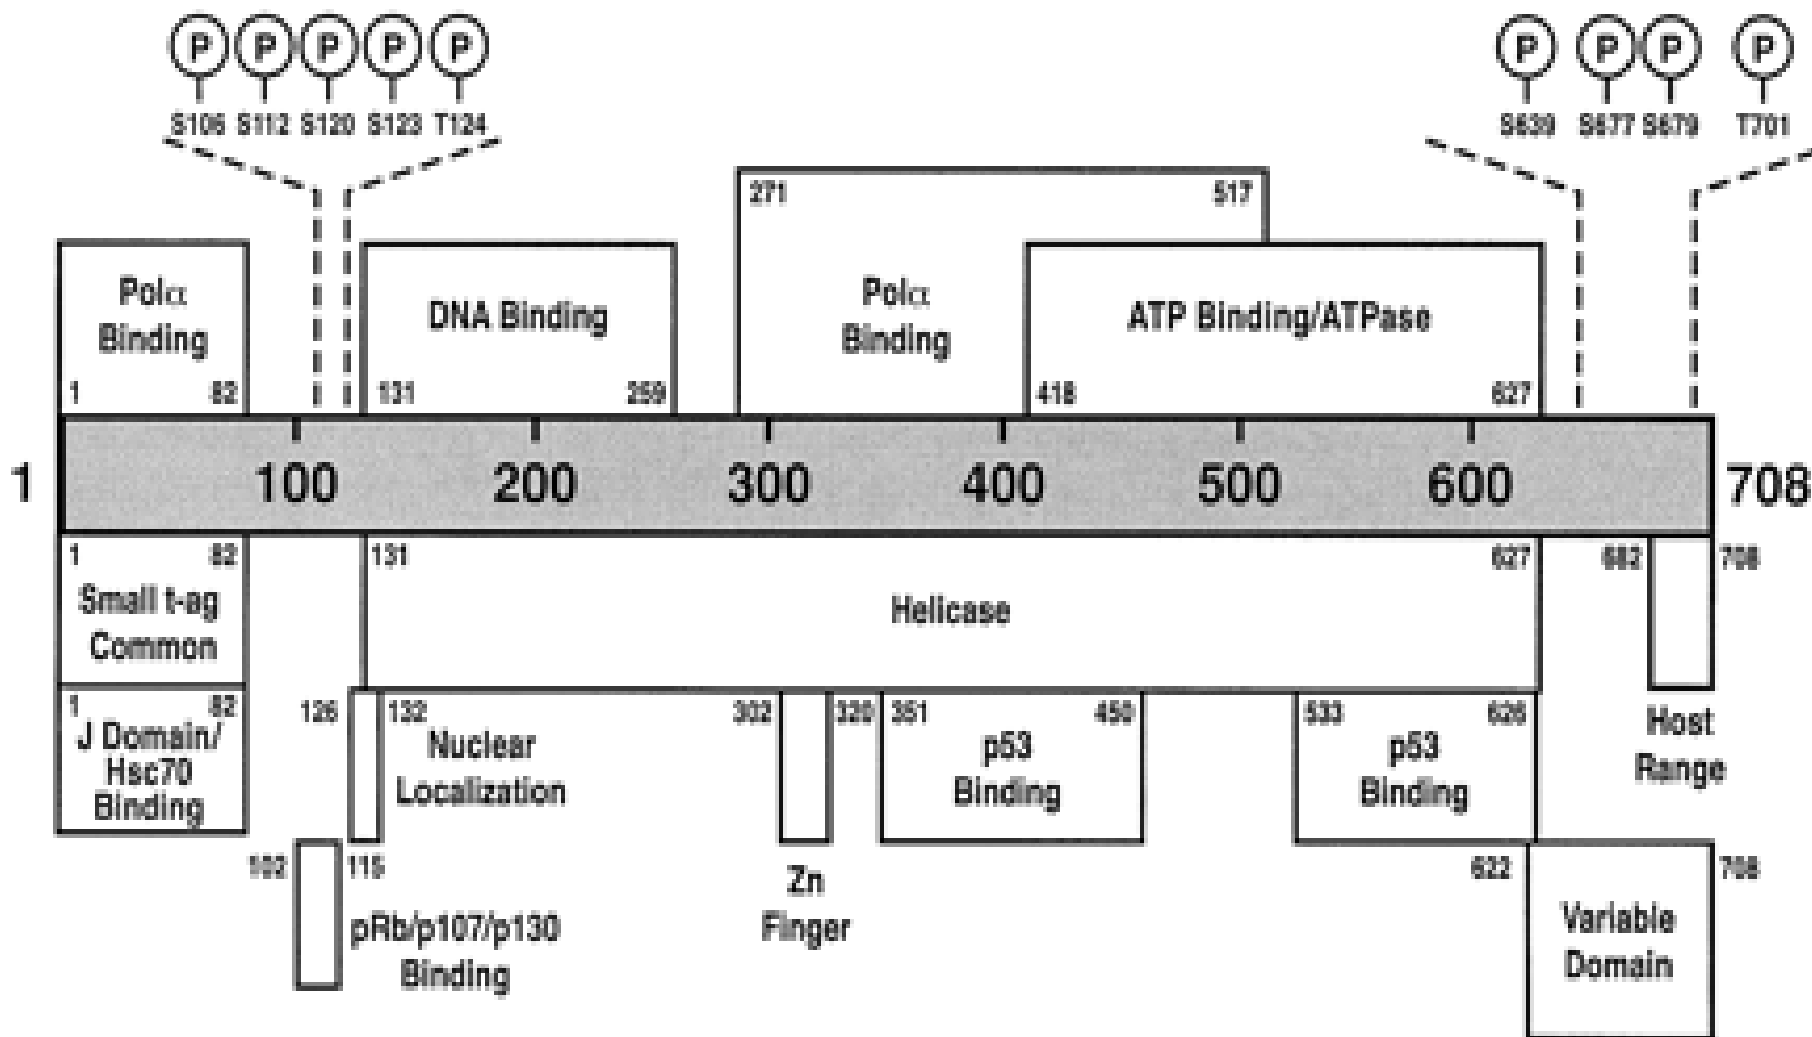 P P P P P P P P P
S106 S112 S120 S123 T124 S639 S677 S679 T701
271 517
Polα
Binding
1 82
DNA Binding
131 259
Polα
Binding
ATP Binding/ATPase
418 627
1 100 200 300 400 500 600 708
1 82
Small t-ag
Common
131 627
Helicase
682 708
Host
Range
1 82
J Domain/
Hsc70
Binding
126 132
Nuclear
Localization
302 320
Zn
Finger
351 450
p53
Binding
533 626
p53
Binding
102 115
pRb/p107/p130
Binding
622 708
Variable
Domain